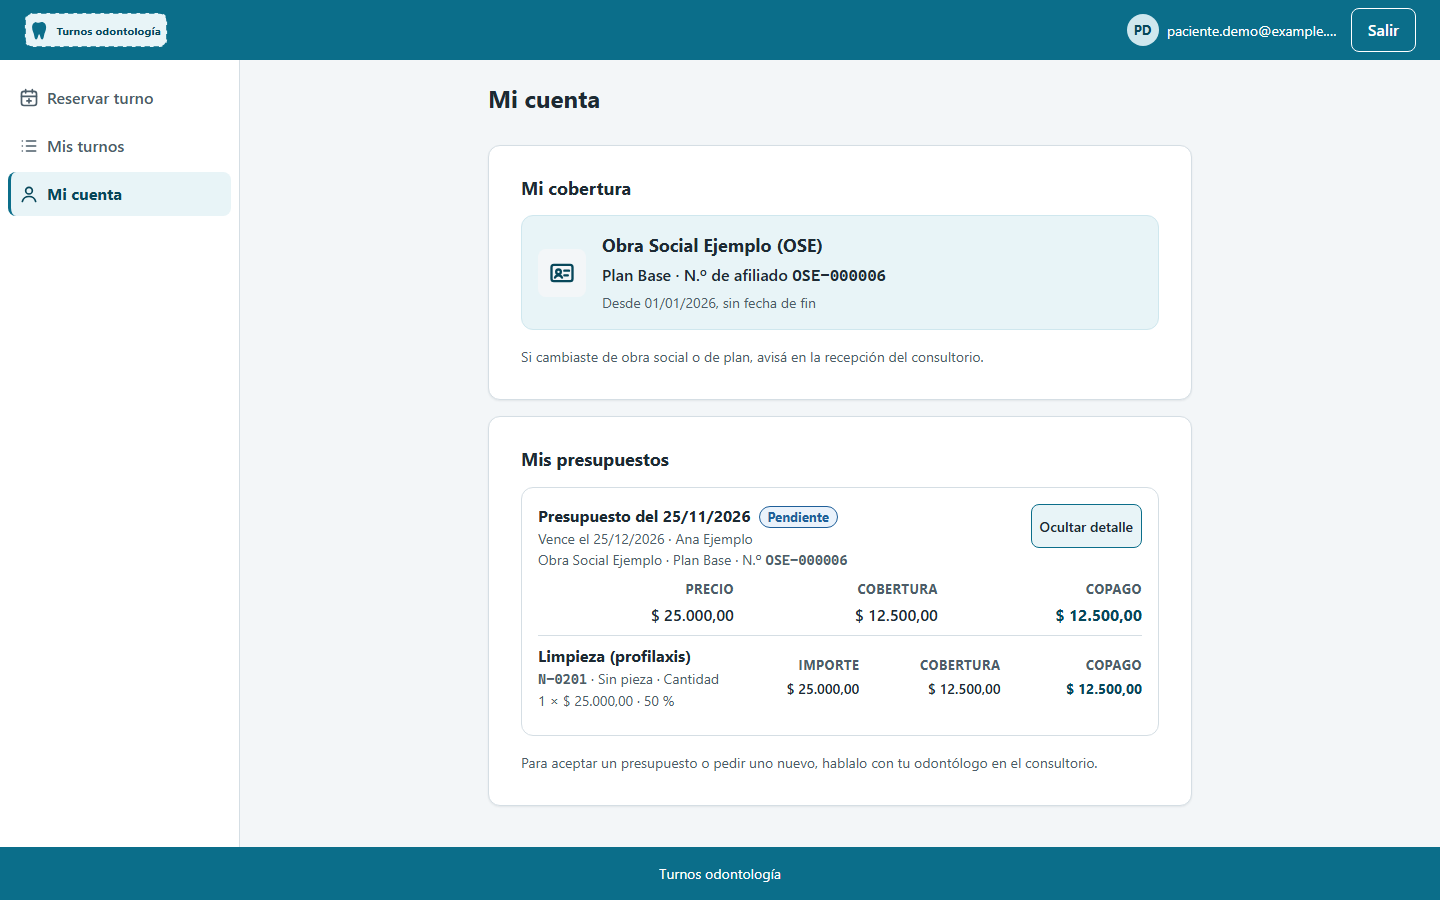 Turnos odontología
PD
paciente.demo@example....
Salir
Reservar turno
Mis turnos
Mi cuenta
Mi cuenta
Mi cobertura
Obra Social Ejemplo (OSE)
Plan Base · N.º de afiliado OSE-000006
Desde 01/01/2026, sin fecha de fin
Si cambiaste de obra social o de plan, avisá en la recepción del consultorio.
Mis presupuestos
Presupuesto del 25/11/2026 Pendiente
Ocultar detalle
Vence el 25/12/2026 · Ana Ejemplo
Obra Social Ejemplo · Plan Base · N.º OSE-000006
PRECIO COBERTURA COPAGO
$ 25.000,00 $ 12.500,00 $ 12.500,00
Limpieza (profilaxis)
N-0201 · Sin pieza · Cantidad
1 × $ 25.000,00 · 50 %
IMPORTE COBERTURA COPAGO
$ 25.000,00 $ 12.500,00 $ 12.500,00
Para aceptar un presupuesto o pedir uno nuevo, hablalo con tu odontólogo en el consultorio.
Turnos odontología